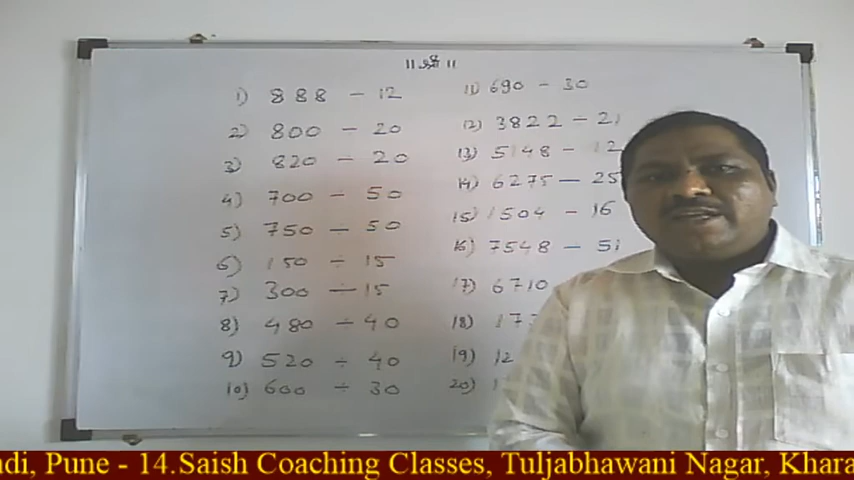 ॥ श्री ॥
1) 888 - 12
2) 800 - 20
3) 820 - 20
4) 700 ÷ 50
5) 750 ÷ 50
6) 150 ÷ 15
7) 300 ÷ 15
8) 480 ÷ 40
9) 520 ÷ 40
10) 600 ÷ 30
11) 690 - 30
12) 3822 ÷ 21
13) 5148 - 12
14) 6275 - 25
15) 1504 - 16
16) 7548 - 51
17) 6710
18)
19)
20)
Pune - 14.Saish Coaching Classes, Tuljabhawani Nagar,